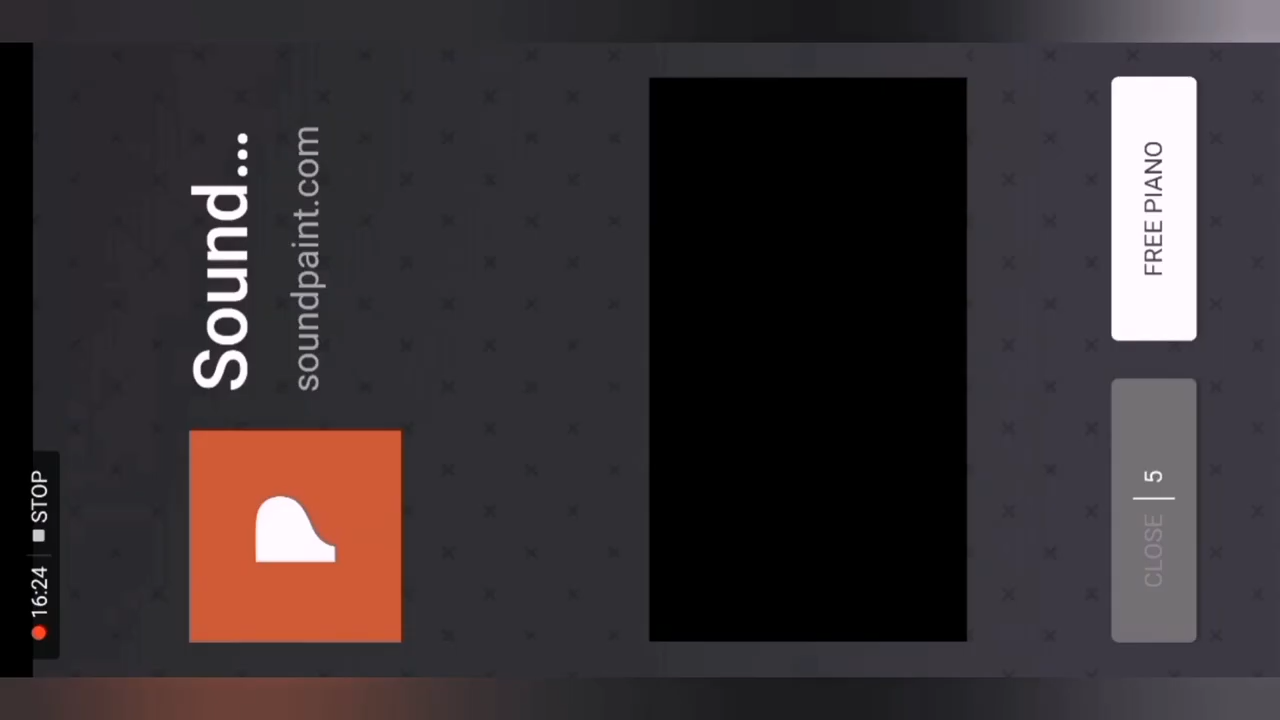 16:24 | STOP
Sound...
soundpaint.com
CLOSE | 5
FREE PIANO